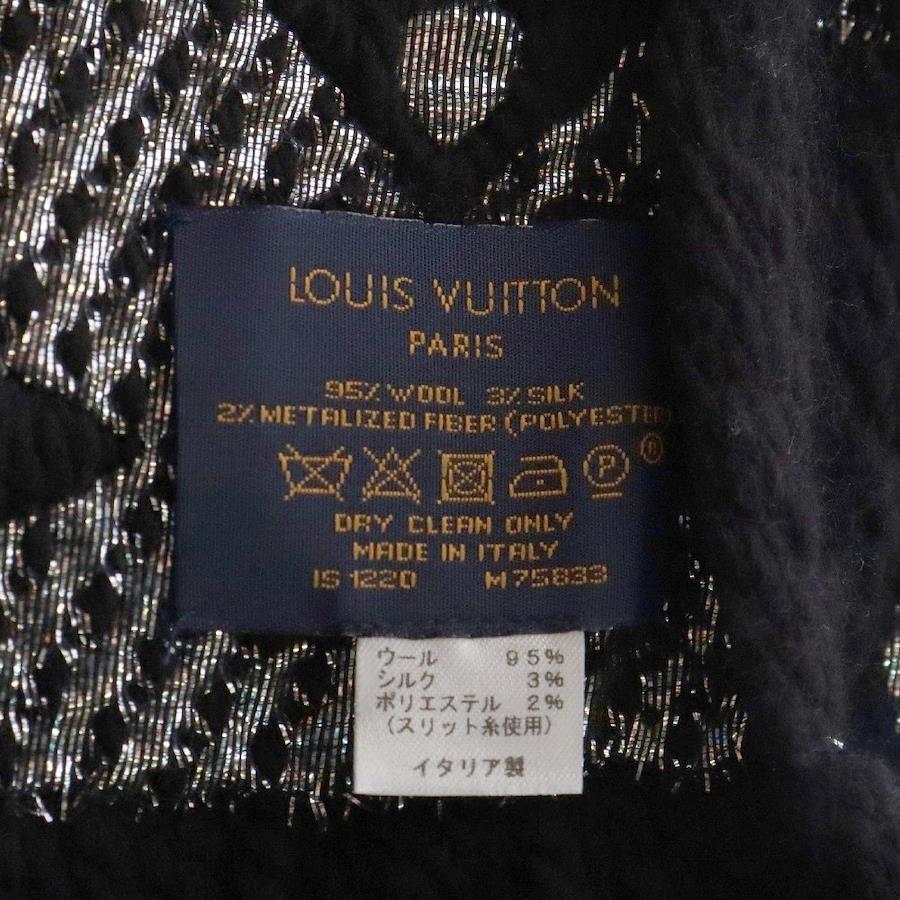 LOUIS VUITTON
PARIS
95% WOOL 3% SILK
2% METALIZED FIBER (POLYESTER)
P ®
DRY CLEAN ONLY
MADE IN ITALY
IS 1220 M75833
ウール 95%
シルク 3%
ポリエステル 2%
(スリット糸使用)
イタリア製